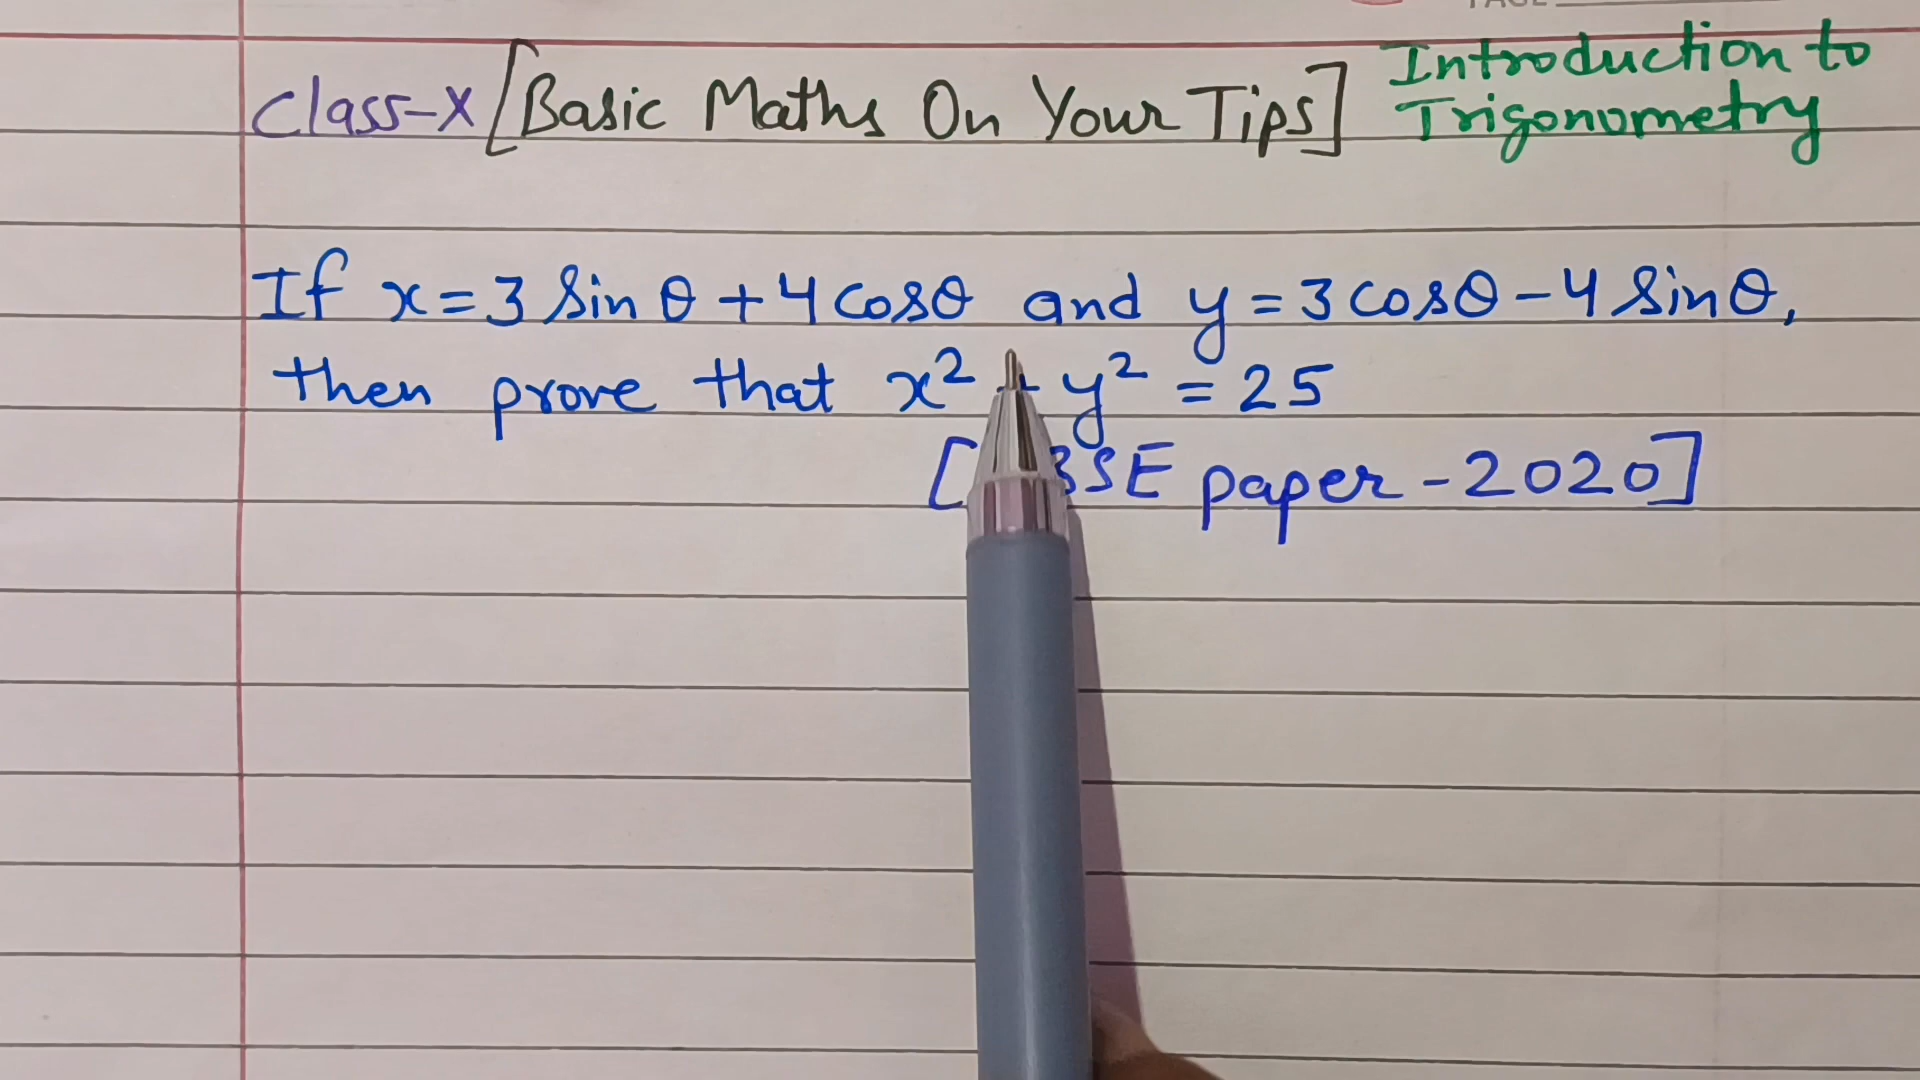 Class-X [Basic Maths On Your Tips] Introduction to Trigonometry
If x = 3 sin θ + 4 cos θ and y = 3 cos θ - 4 sin θ,
then prove that x² + y² = 25
[ BSE paper - 2020]